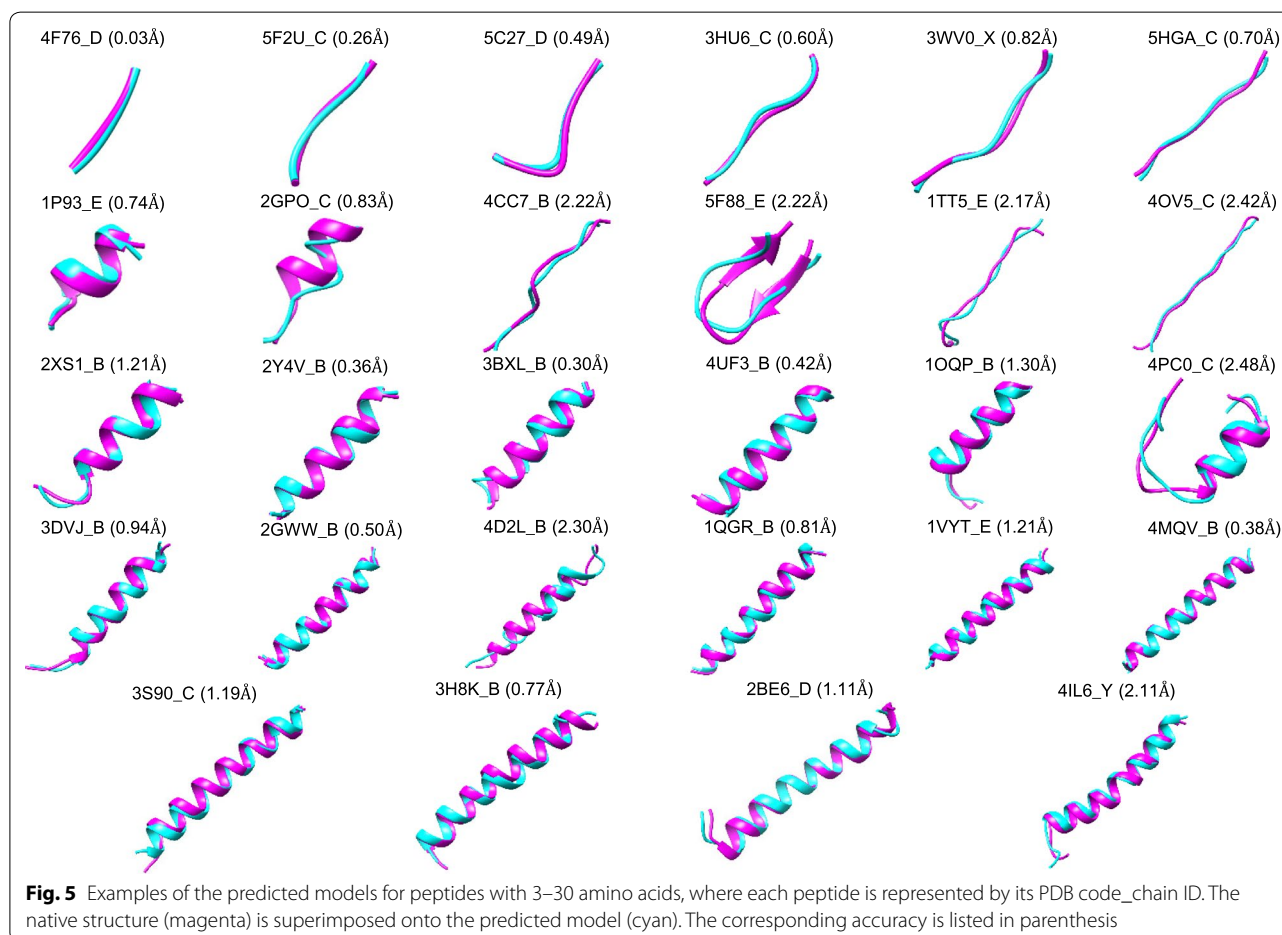 4F76_D (0.03Å) 5F2U_C (0.26Å) 5C27_D (0.49Å) 3HU6_C (0.60Å) 3WV0_X (0.82Å) 5HGA_C (0.70Å)
1P93_E (0.74Å) 2GPO_C (0.83Å) 4CC7_B (2.22Å) 5F88_E (2.22Å) 1TT5_E (2.17Å) 4OV5_C (2.42Å)
2XS1_B (1.21Å) 2Y4V_B (0.36Å) 3BXL_B (0.30Å) 4UF3_B (0.42Å) 1OQP_B (1.30Å) 4PC0_C (2.48Å)
3DVJ_B (0.94Å) 2GWW_B (0.50Å) 4D2L_B (2.30Å) 1QGR_B (0.81Å) 1VYT_E (1.21Å) 4MQV_B (0.38Å)
3S90_C (1.19Å) 3H8K_B (0.77Å) 2BE6_D (1.11Å) 4IL6_Y (2.11Å)
Fig. 5 Examples of the predicted models for peptides with 3–30 amino acids, where each peptide is represented by its PDB code_chain ID. The
native structure (magenta) is superimposed onto the predicted model (cyan). The corresponding accuracy is listed in parenthesis